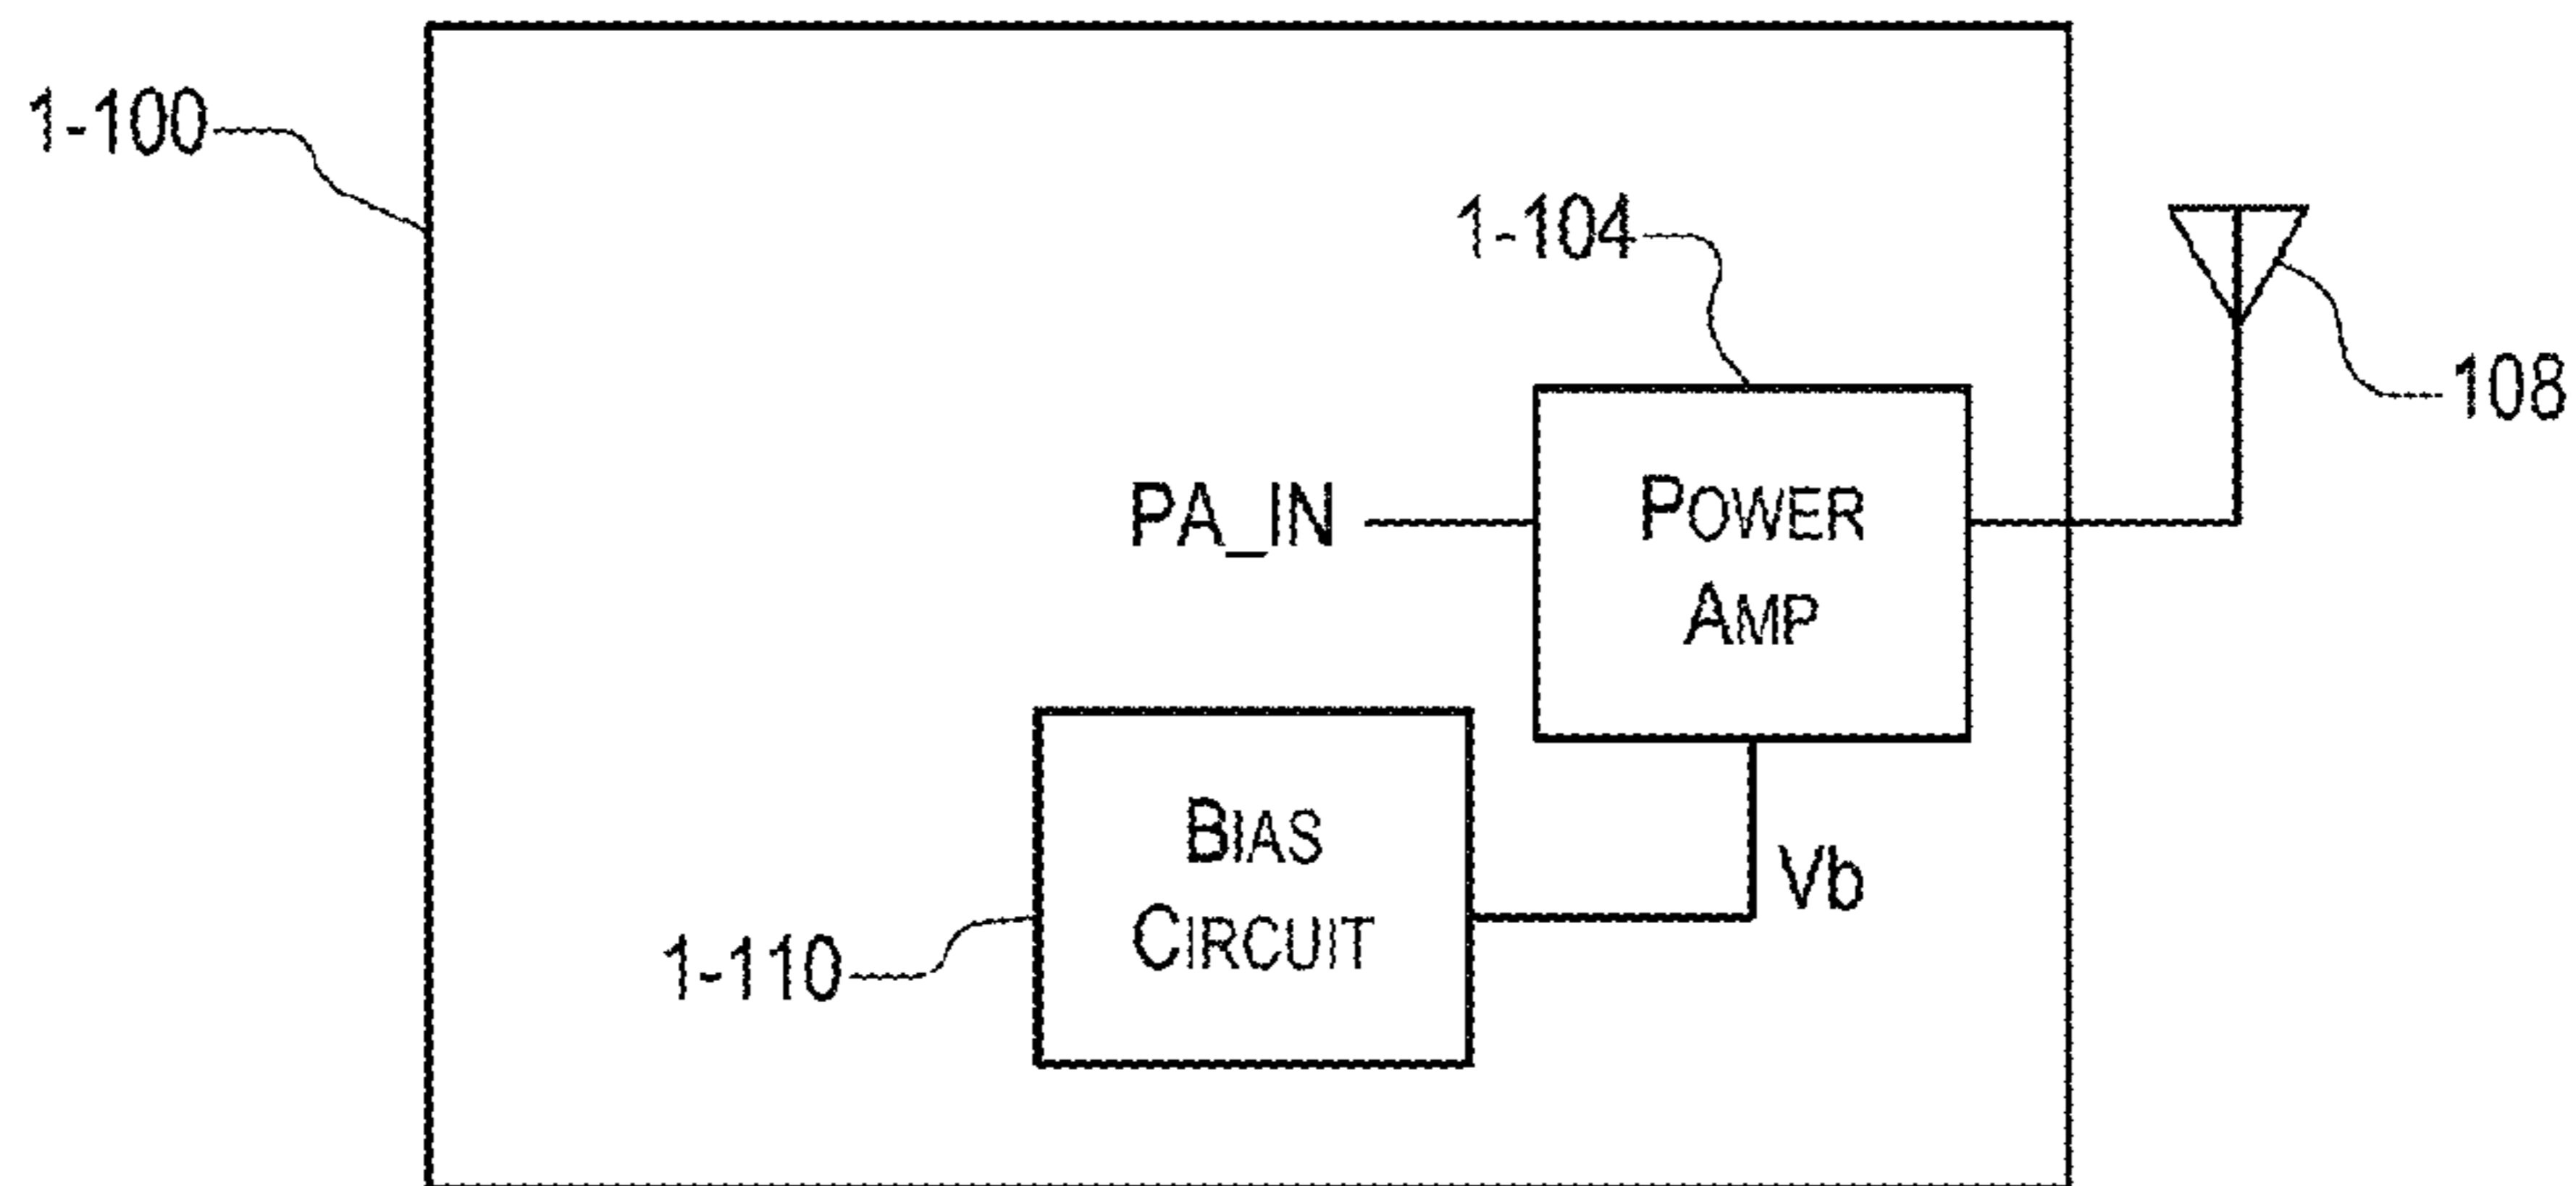 1-100
1-104
108
PA_IN
POWER
AMP
BIAS
CIRCUIT
Vb
1-110